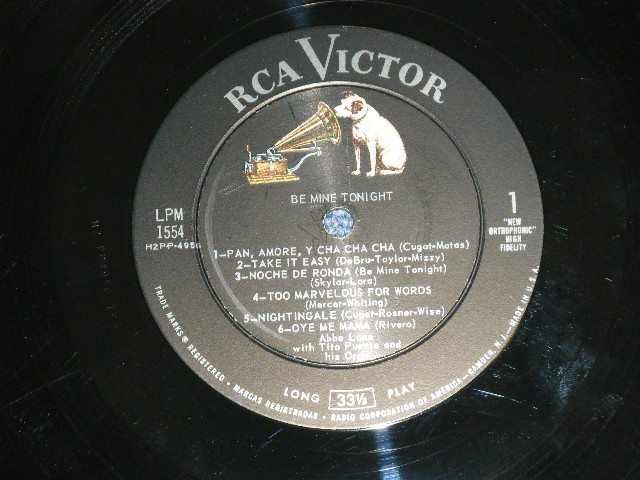 RCA VICTOR
BE MINE TONIGHT
LPM
1554
H2PP-4956
1
"NEW
ORTHOPHONIC"
HIGH
FIDELITY
1-PAN, AMORE, Y CHA CHA CHA (Cugat-Matas)
2-TAKE IT EASY (DeBru-Taylor-Mizzy)
3-NOCHE DE RONDA (Be Mine Tonight)
(Skylar-Lara)
4-TOO MARVELOUS FOR WORDS
(Mercer-Whiting)
5-NIGHTINGALE (Cugat-Rosner-Wise)
6-OYE ME MAMA (Rivero)
Abbe Lane
with Tito Puente and
his
LONG 33⅓ PLAY
TRADE MARKS ® REGISTERED • MARCAS REGISTRADAS • RADIO CORPORATION OF AMERICA - CAMDEN, N.J. - MADE IN U.S.A.